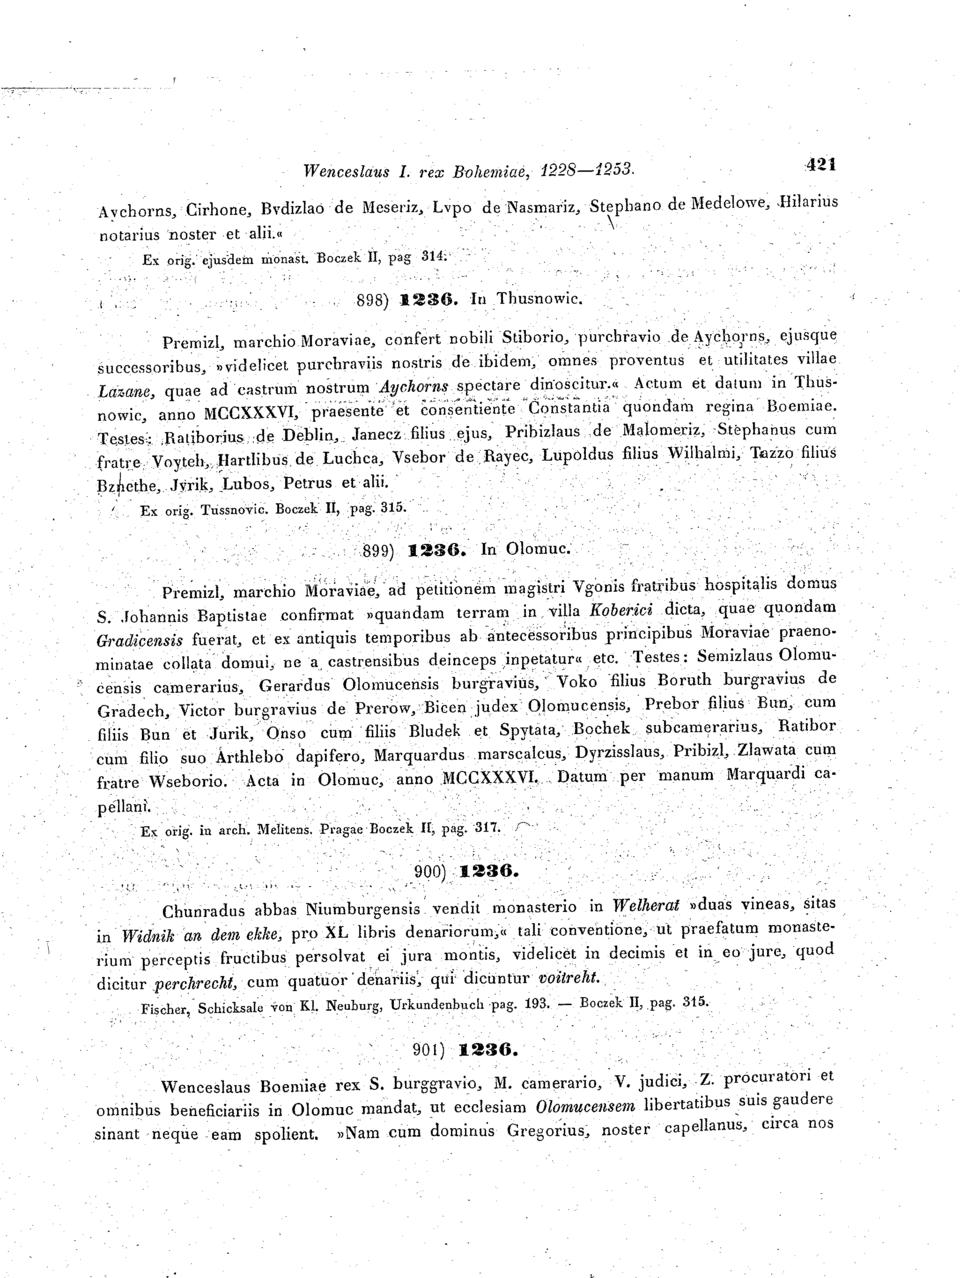 Wenceslaus I. rex Bohemiae, 1228—1253. 421
Aychorns, Cirhone, Bvdizlao de Meseriz, Lvpo de Nasmariz, Stephano de Medelowe, Hilarius
notarius noster et alii.«
Ex orig. ejusdem monast. Boczek II, pag 314.
898) 1236. In Thusnowic.
Premizl, marchio Moraviae, confert nobili Stiborio, purchravio de Aychorns, ejusque
successoribus, »videlicet purchraviis nostris de ibidem, omnes proventus et utilitates villae
Lazane, quae ad castrum nostrum Aychorns spectare dinoscitur.« Actum et datum in Thus-
nowic, anno MCCXXXVI, praesente et consentiente Constantia quondam regina Boemiae.
Testes: Ratiborius de Deblin, Janecz filius ejus, Pribizlaus de Malomeriz, Stephanus cum
fratre Voyteh, Hartlibus de Luchca, Vsebor de Rayec, Lupoldus filius Wilhalmi, Tazzo filius
Bzhethe, Jyrik, Lubos, Petrus et alii.
Ex orig. Tussnovic. Boczek II, pag. 315.
899) 1236. In Olomuc.
Premizl, marchio Moraviae, ad petitionem magistri Vgonis fratribus hospitalis domus
S. Johannis Baptistae confirmat »quandam terram in villa Koberici dicta, quae quondam
Gradicensis fuerat, et ex antiquis temporibus ab antecessoribus principibus Moraviae praeno-
minatae collata domui, ne a castrensibus deinceps inpetatur« etc. Testes: Semizlaus Olomu-
censis camerarius, Gerardus Olomucensis burgravius, Voko filius Boruth burgravius de
Gradech, Victor burgravius de Prerow, Bicen judex Olomucensis, Prebor filius Bun, cum
filiis Bun et Jurik, Onso cum filiis Bludek et Spytata, Bochek subcamerarius, Ratibor
cum filio suo Arthlebo dapifero, Marquardus marscalcus, Dyrzisslaus, Pribizl, Zlawata cum
fratre Wseborio. Acta in Olomuc, anno MCCXXXVI. Datum per manum Marquardi ca-
pellani.
Ex orig. in arch. Melitens. Pragae Boczek II, pag. 317.
900) 1236.
Chunradus abbas Niumburgensis vendit monasterio in Welherat »duas vineas, sitas
in Widnik an dem ekke, pro XL libris denariorum,« tali conventione, ut praefatum monaste-
rium perceptis fructibus persolvat ei jura montis, videlicet in decimis et in eo jure, quod
dicitur perchrecht, cum quatuor denariis, qui dicuntur voitreht.
Fischer, Schicksale von Kl. Neuburg, Urkundenbuch pag. 193. — Boczek II, pag. 315.
901) 1236.
Wenceslaus Boemiae rex S. burggravio, M. camerario, V. judici, Z. procuratori et
omnibus beneficiariis in Olomuc mandat, ut ecclesiam Olomucensem libertatibus suis gaudere
sinant neque eam spolient. »Nam cum dominus Gregorius, noster capellanus, circa nos